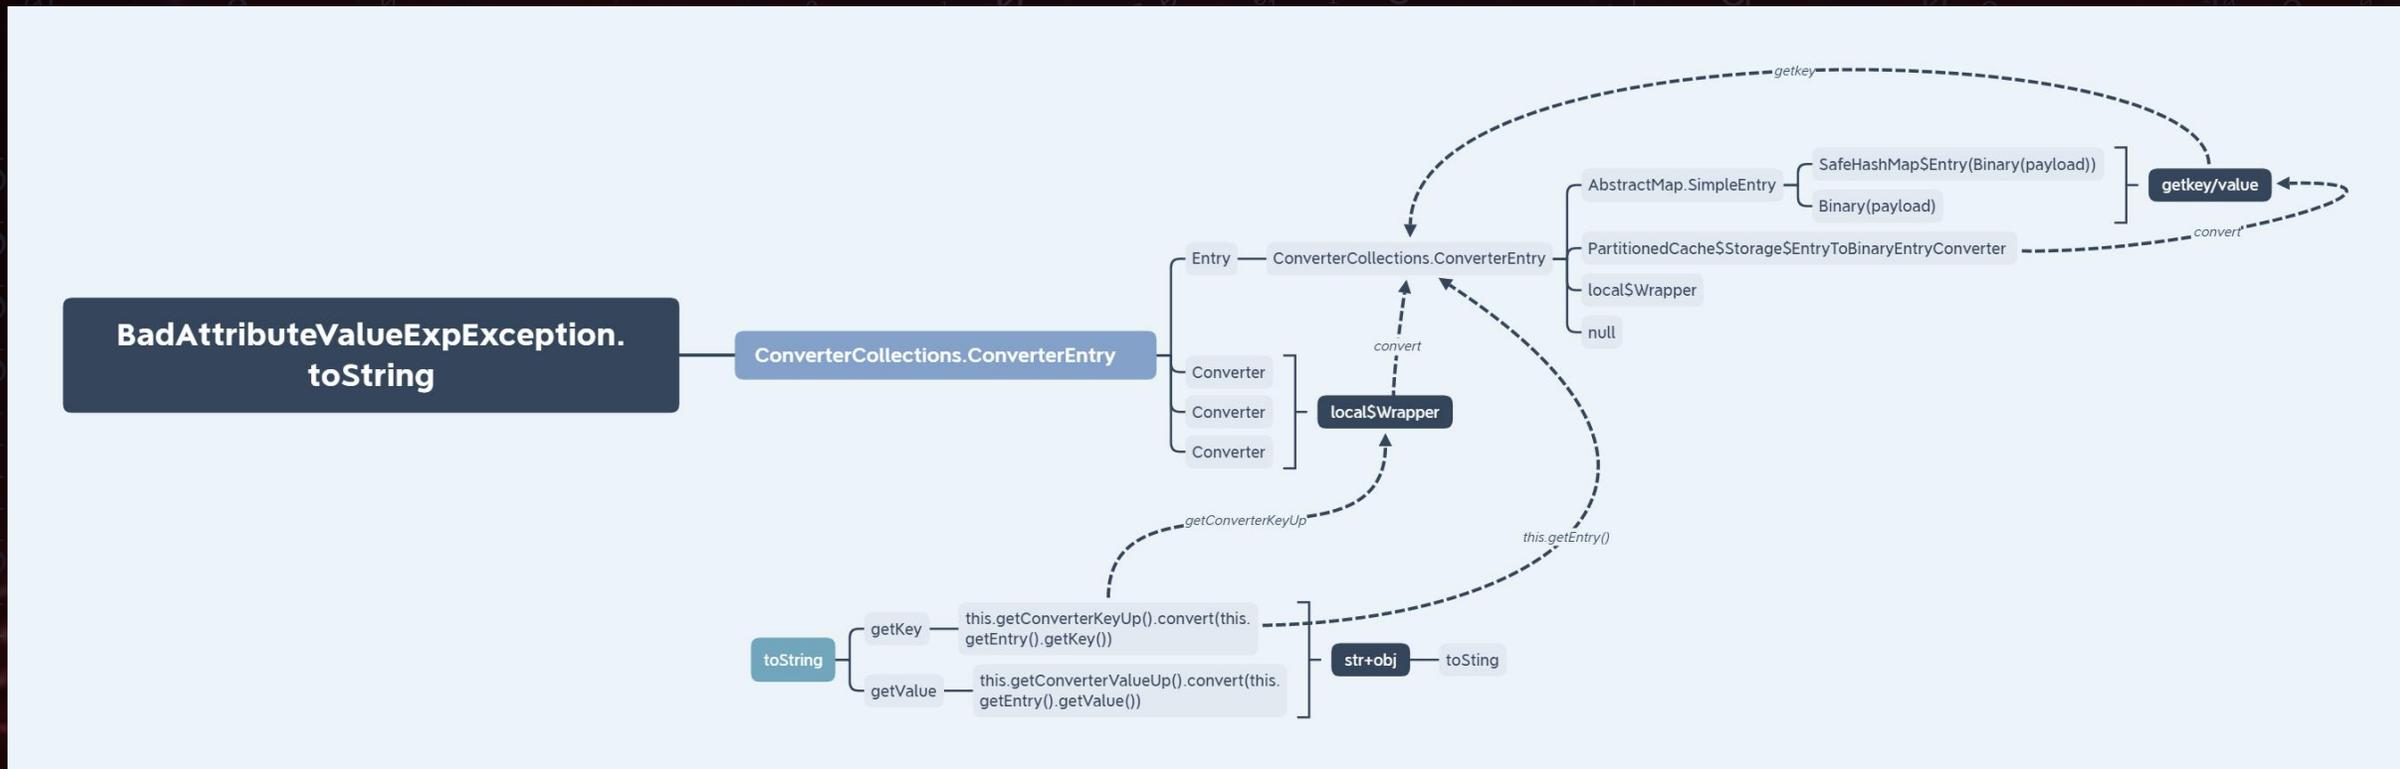 getkey
SafeHashMap$Entry(Binary(payload))
AbstractMap.SimpleEntry
getkey/value
Binary(payload)
convert
PartitionedCache$Storage$EntryToBinaryEntryConverter
Entry
ConverterCollections.ConverterEntry
local$Wrapper
null
BadAttributeValueExpException.
toString
ConverterCollections.ConverterEntry
convert
Converter
Converter
local$Wrapper
Converter
getConverterKeyUp
this.getEntry()
toString
getKey
this.getConverterKeyUp().convert(this.
getEntry().getKey())
getValue
this.getConverterValueUp().convert(this.
getEntry().getValue())
str+obj
toSting